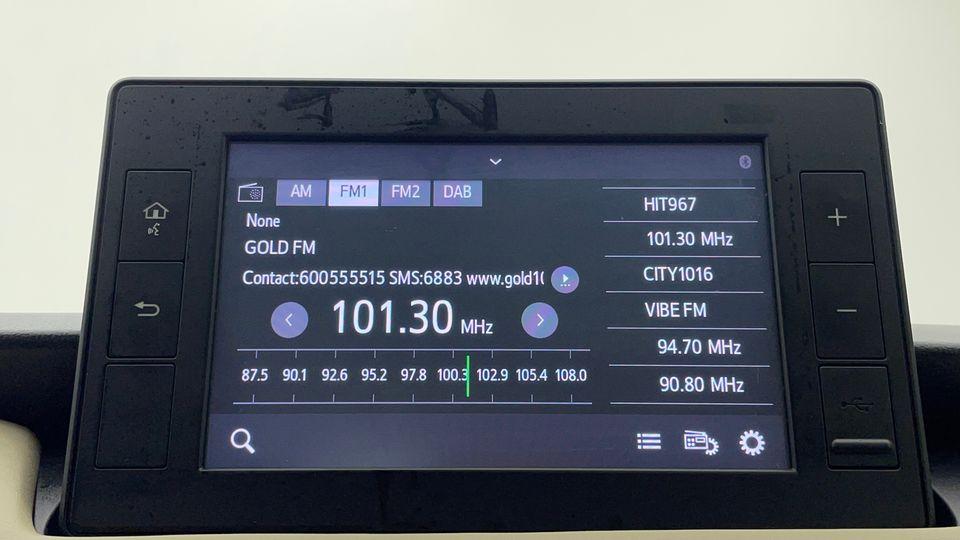 AM FM1 FM2 DAB
None
GOLD FM
Contact:600555515 SMS:6883 www.gold10
101.30 MHz
87.5 90.1 92.6 95.2 97.8 100.3 102.9 105.4 108.0
HIT967
101.30 MHz
CITY1016
VIBE FM
94.70 MHz
90.80 MHz